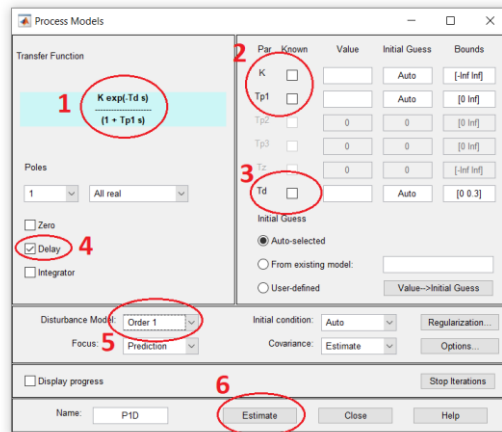 Process Models
Transfer Function
1
K exp(-Td s)
(1 + Tp1 s)
Poles
1 All real
Zero
Delay 4
Integrator
2
Par Known Value Initial Guess Bounds
K Auto [-Inf Inf]
Tp1 Auto [0 Inf]
Tp2 0 0 [0 Inf]
Tp3 0 0 [0 Inf]
Tz 0 0 [-Inf Inf]
3
Td Auto [0 0.3]
Initial Guess
Auto-selected
From existing model:
User-defined Value-->Initial Guess
Disturbance Model: Order 1 Initial condition: Auto Regularization...
5 Focus: Prediction Covariance: Estimate Options...
Display progress Stop Iterations
6
Name: P1D Estimate Close Help